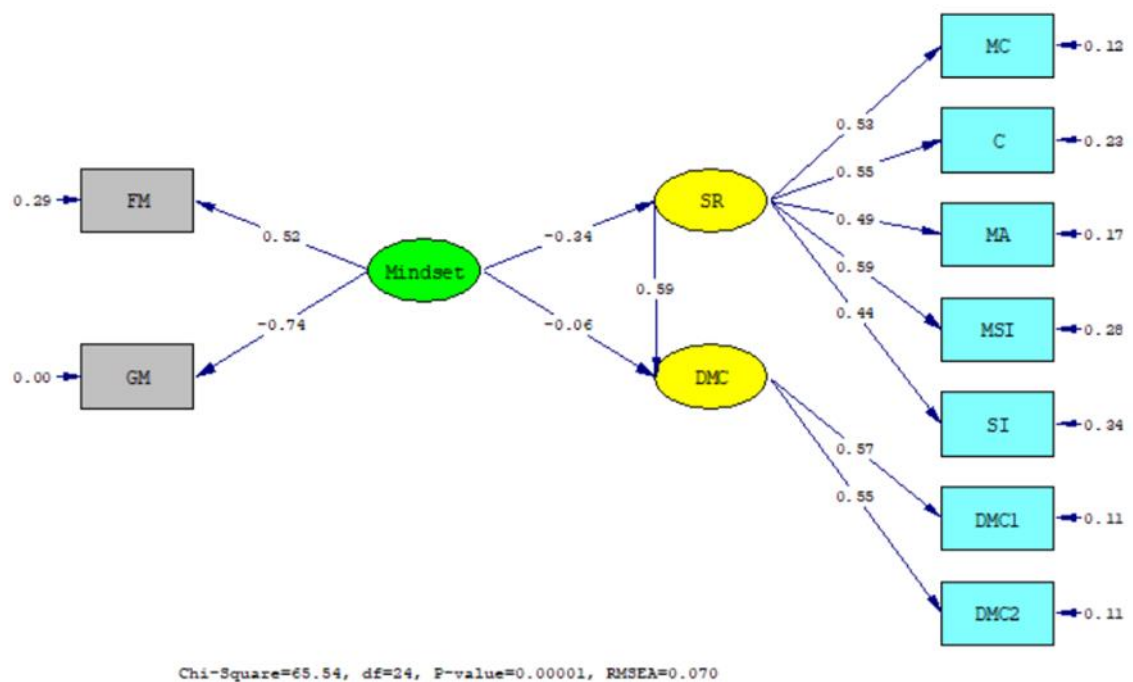 MC
0.12
0.53
C
0.23
0.55
FM
0.29
0.52
SR
MA
0.17
0.49
-0.34
Mindset
0.59
0.59
MSI
0.28
0.44
-0.74
-0.06
GM
0.00
DMC
SI
0.34
0.57
0.55
DMC1
0.11
DMC2
0.11
Chi-Square=65.54, df=24, P-value=0.00001, RMSEA=0.070